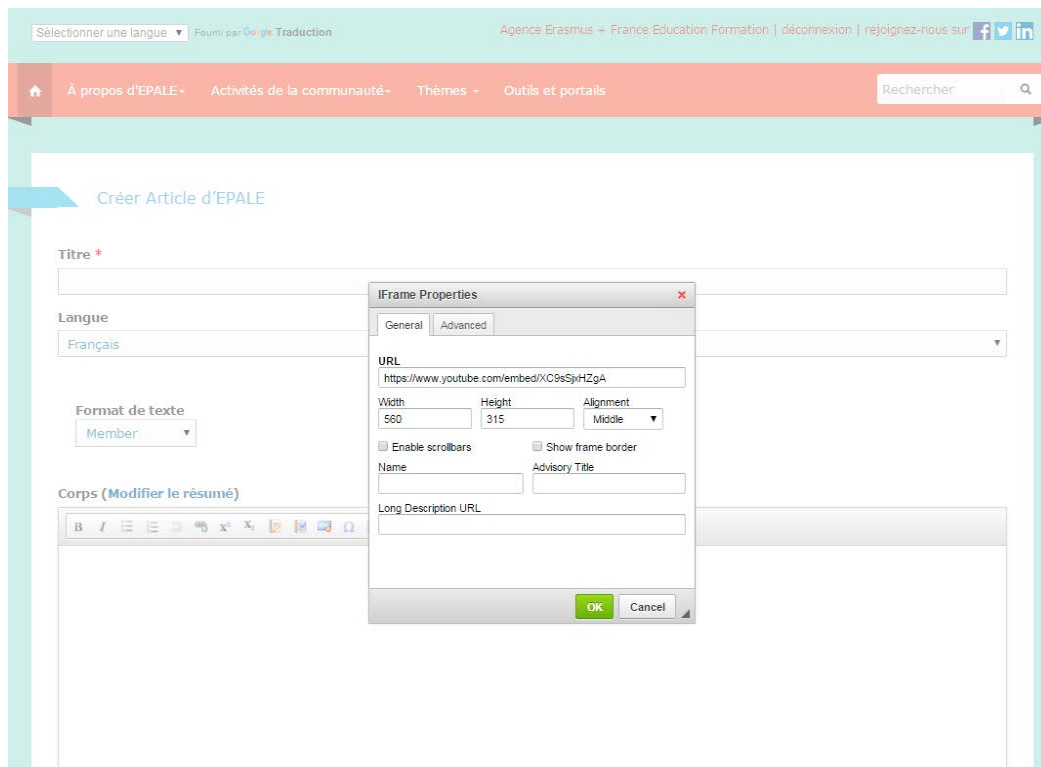 Sélectionner une langue ▼ Fourni par Google Traduction
Agence Erasmus + France Education Formation | déconnexion | rejoignez-nous sur f in
À propos d'EPALE Activités de la communauté Thèmes Outils et portails Rechercher
Créer Article d'EPALE
Titre *
Langue
Français
Format de texte
Member
Corps (Modifier le résumé)
B I x² Xₓ Ω
IFrame Properties ×
General Advanced
URL
https://www.youtube.com/embed/XC9sSjxHZgA
Width Height Alignment
560 315 Middle
Enable scrollbars Show frame border
Name Advisory Title
Long Description URL
OK Cancel